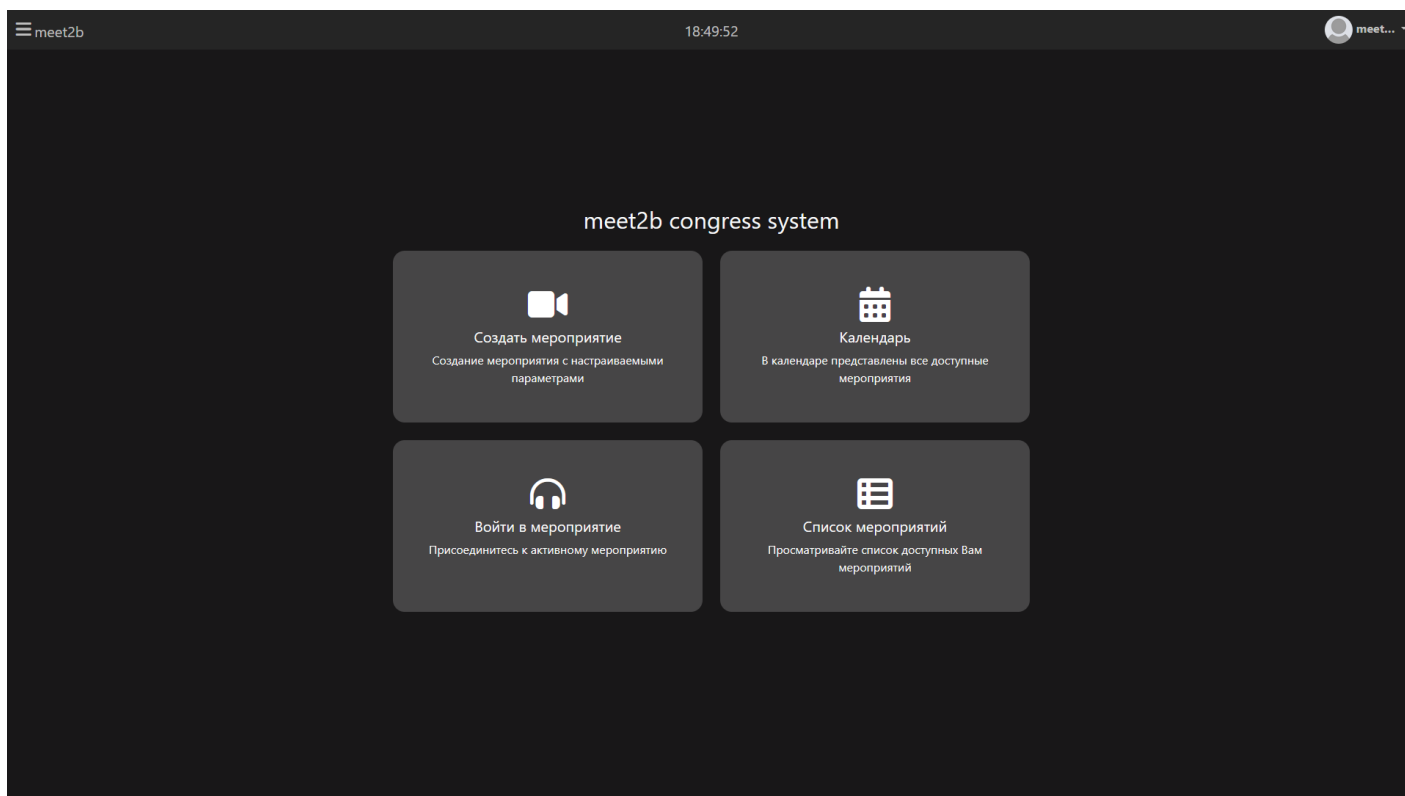 meet2b
18:49:52
meet...
meet2b congress system
Создать мероприятие
Создание мероприятия с настраиваемыми
параметрами
Календарь
В календаре представлены все доступные
мероприятия
Войти в мероприятие
Присоединитесь к активному мероприятию
Список мероприятий
Просматривайте список доступных Вам
мероприятий